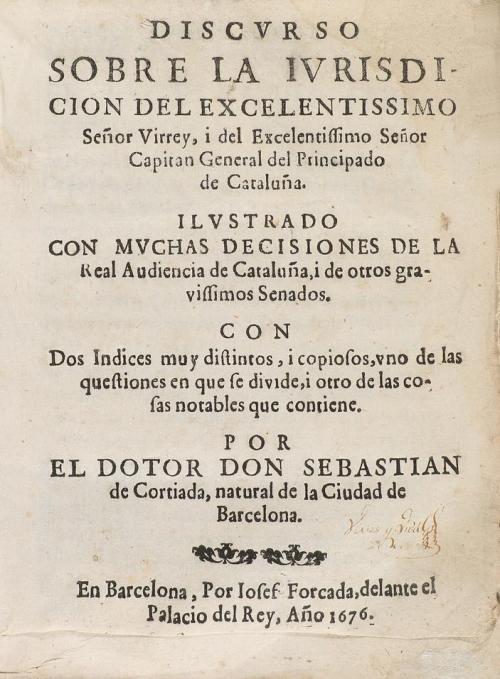 DISCVRSO
SOBRE LA IVRISDI-
CION DEL EXCELENTISSIMO
Señor Virrey, i del Excelentiſſimo Señor
Capitan General del Principado
de Cataluña.
ILVSTRADO
CON MVCHAS DECISIONES DE LA
Real Audiencia de Cataluña, i de otros gra-
viſſimos Senados.
CON
Dos Indices muy diſtintos, i copioſos, vno de las
queſtiones en que ſe divide, i otro de las co-
ſas notables que contiene.
POR
EL DOTOR DON SEBASTIAN
de Cortiada, natural de la Ciudad de
Barcelona.
En Barcelona, Por Ioſef Forcada, delante el
Palacio del Rey, Año 1676.